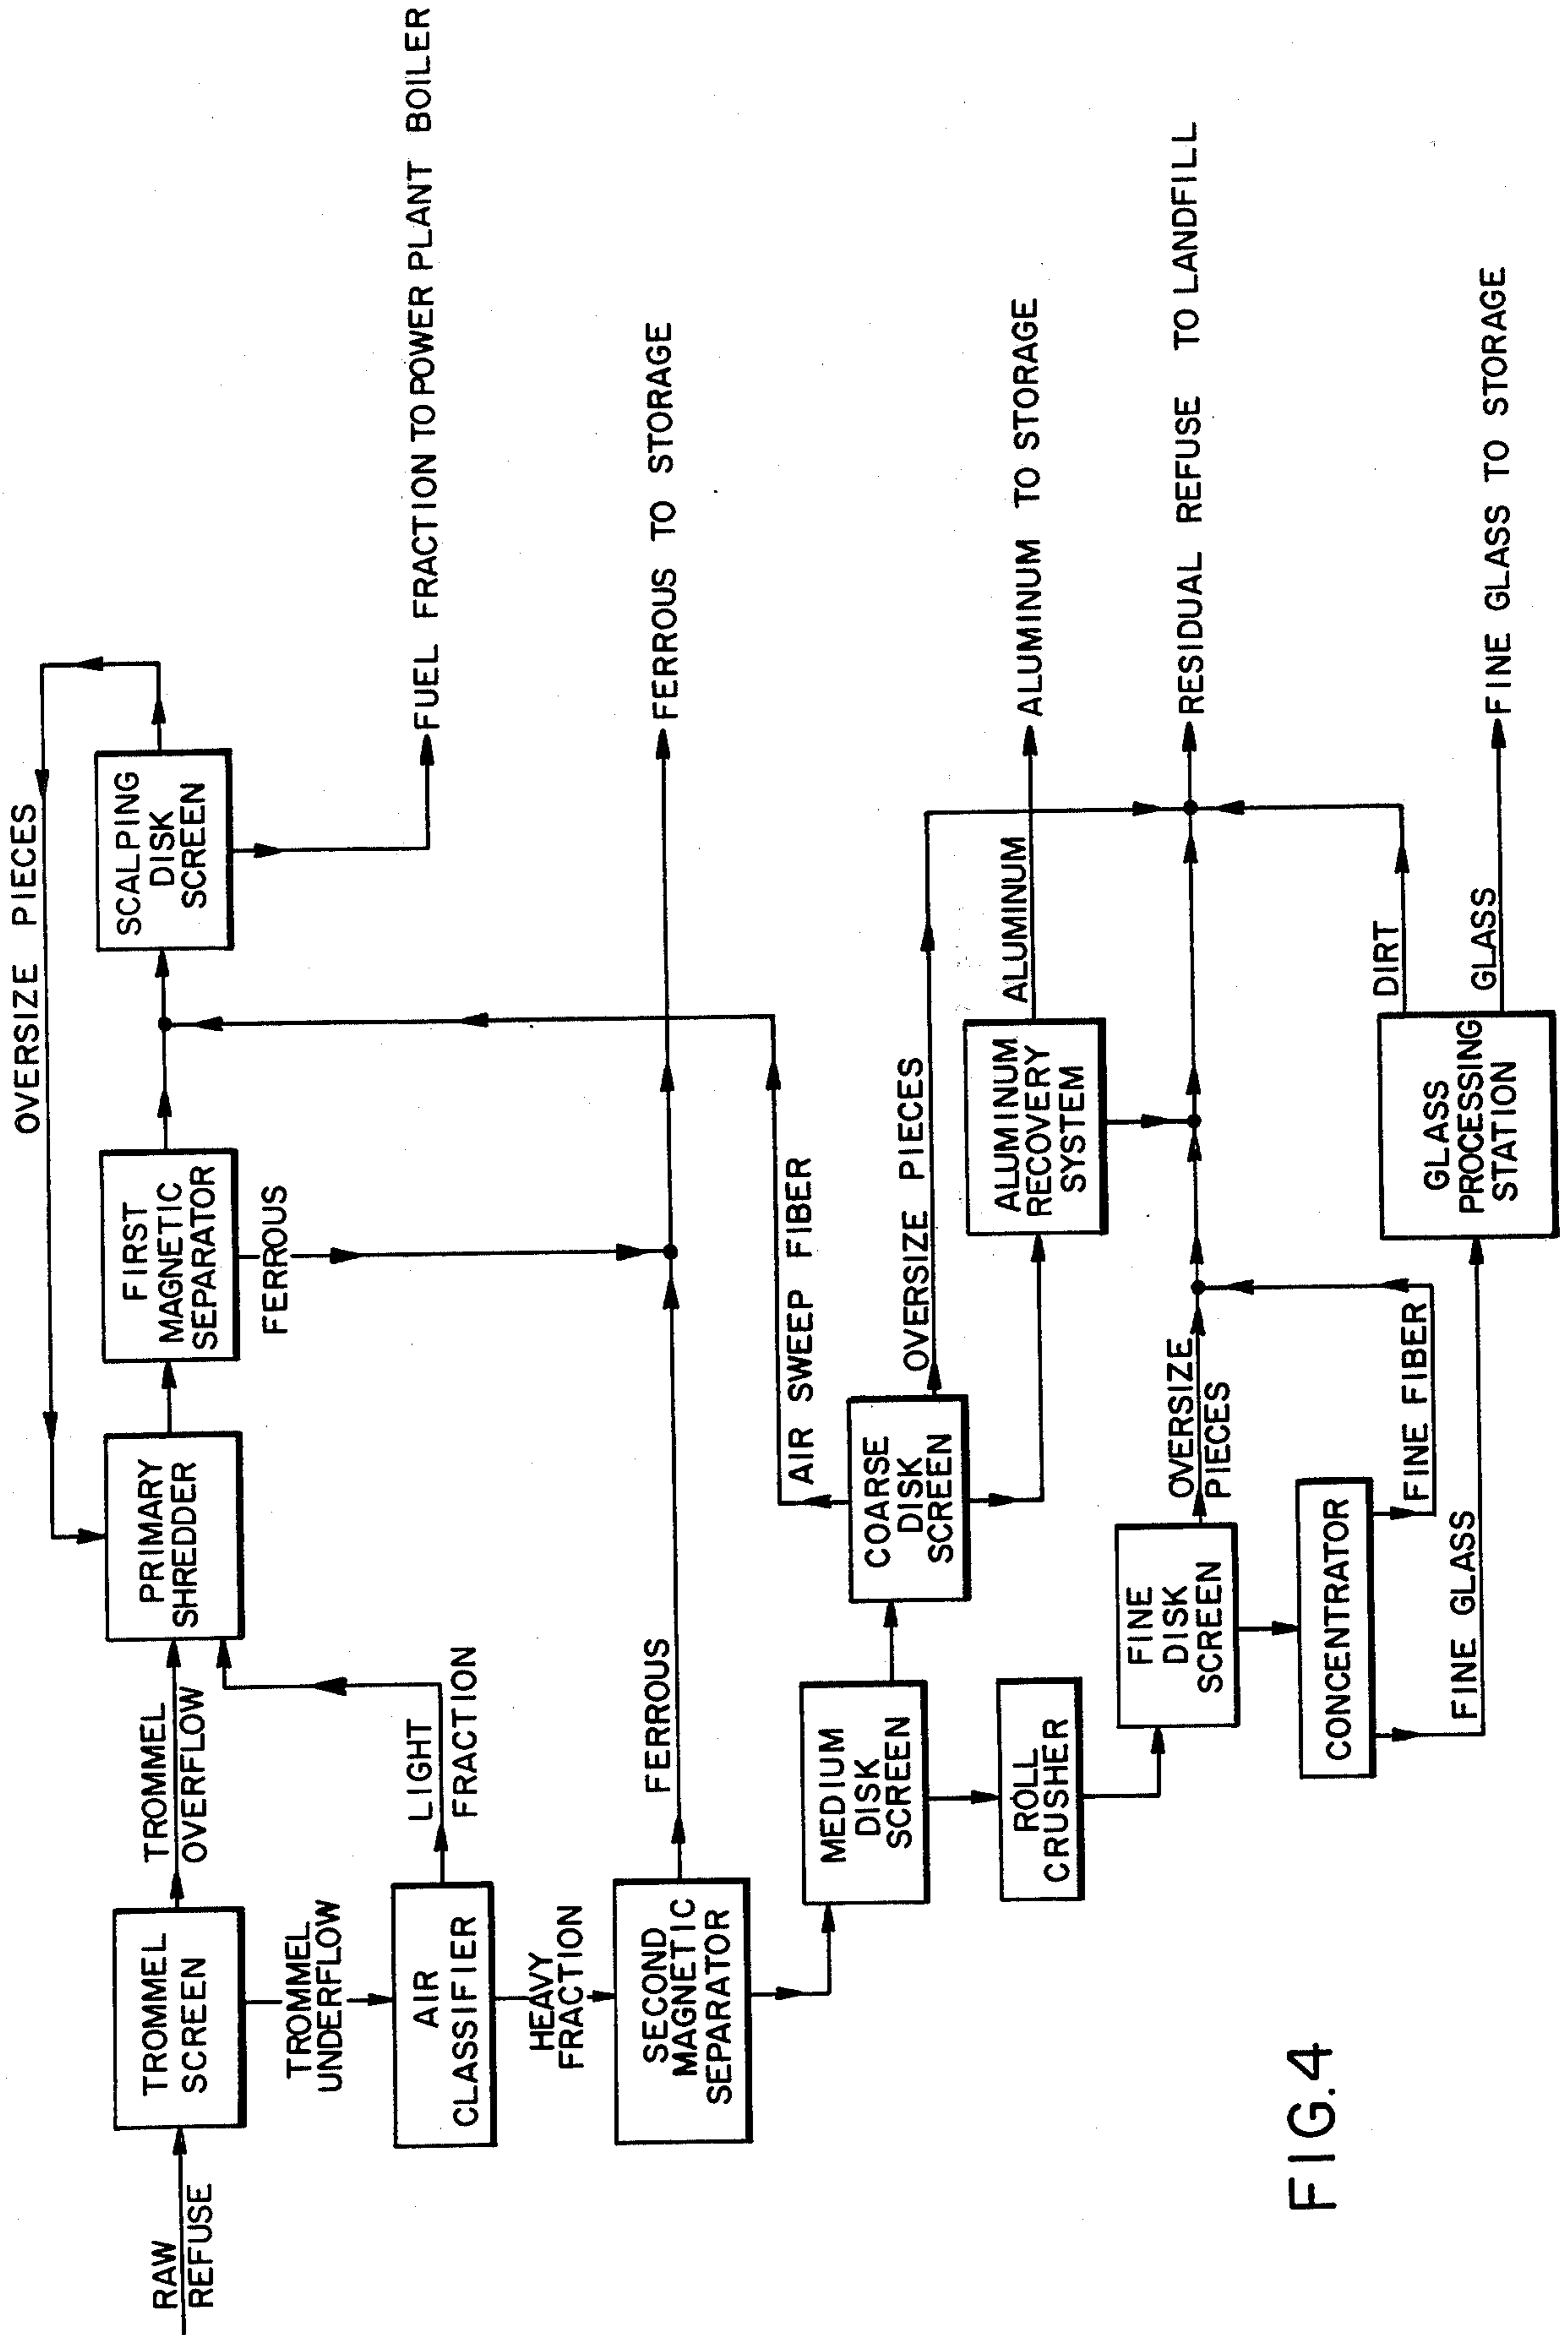 OVERSIZE PIECES
RAW
REFUSE
TROMMEL
SCREEN
TROMMEL
OVERFLOW
PRIMARY
SHREDDER
FIRST
MAGNETIC
SEPARATOR
SCALPING
DISK
SCREEN
TROMMEL
UNDERFLOW
FERROUS
AIR
CLASSIFIER
LIGHT
FRACTION
FUEL FRACTION TO POWER PLANT BOILER
HEAVY
FRACTION
SECOND
MAGNETIC
SEPARATOR
FERROUS
FERROUS TO STORAGE
AIR SWEEP FIBER
MEDIUM
DISK
SCREEN
COARSE
DISK
SCREEN
OVERSIZE PIECES
ROLL
CRUSHER
ALUMINUM
RECOVERY
SYSTEM
ALUMINUM
ALUMINUM TO STORAGE
FINE
DISK
SCREEN
OVERSIZE
PIECES
RESIDUAL REFUSE TO LANDFILL
CONCENTRATOR
FINE FIBER
FINE GLASS
GLASS
PROCESSING
STATION
DIRT
GLASS
FINE GLASS TO STORAGE
FIG.4